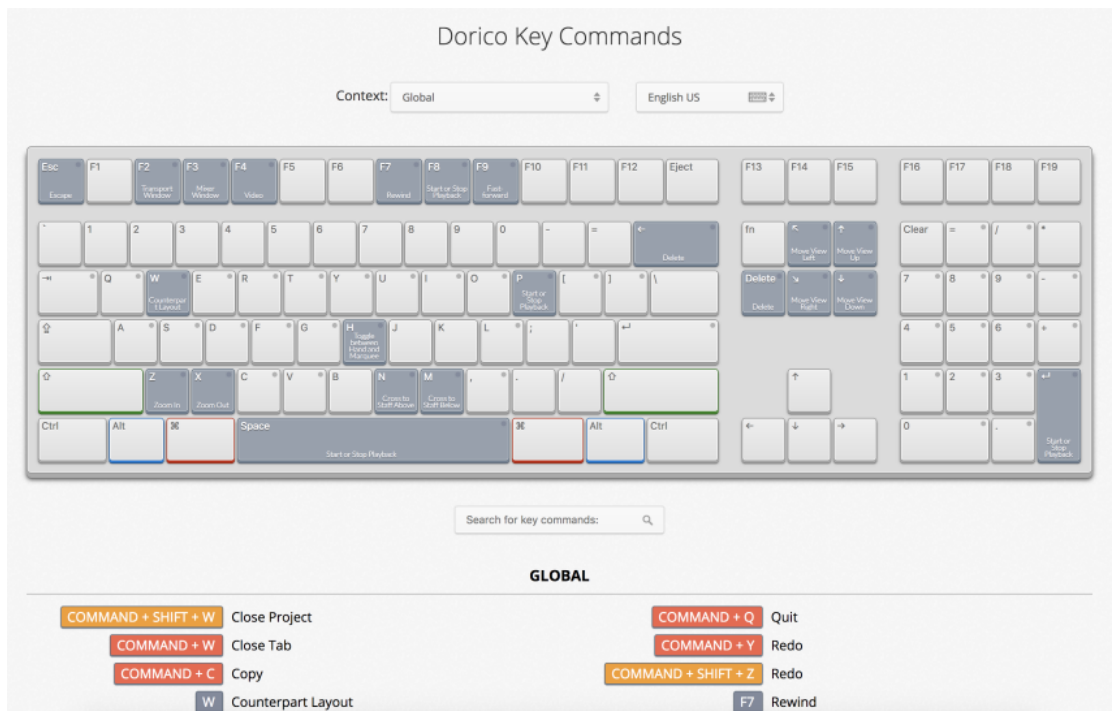 Dorico Key Commands
Context: Global English US
Esc F1 F2 F3 F4 F5 F6 F7 F8 F9 F10 F11 F12 Eject F13 F14 F15 F16 F17 F18 F19
Escape Transport Window Mixer Window Video Rewind Start or Stop Playback Fast-forward
` 1 2 3 4 5 6 7 8 9 0 - = ← fn ↖ ↑ Clear = / *
Delete Move View Left Move View Up
⇥ Q W E R T Y U I O P [ ] \ Delete ↘ ↓ 7 8 9 -
Counterpart Layout Start or Stop Playback Delete Move View Right Move View Down
⇪ A S D F G H J K L ; ' ↵ 4 5 6 +
Toggle between Hand and Marquee
⇧ Z X C V B N M , . / ⇧ ↑ 1 2 3 ↵
Zoom In Zoom Out Cross to Staff Above Cross to Staff Below
Ctrl Alt ⌘ Space ⌘ Alt Ctrl ← ↓ → 0 .
Start or Stop Playback Start or Stop Playback
Search for key commands:
GLOBAL
COMMAND + SHIFT + W Close Project COMMAND + Q Quit
COMMAND + W Close Tab COMMAND + Y Redo
COMMAND + C Copy COMMAND + SHIFT + Z Redo
W Counterpart Layout F7 Rewind